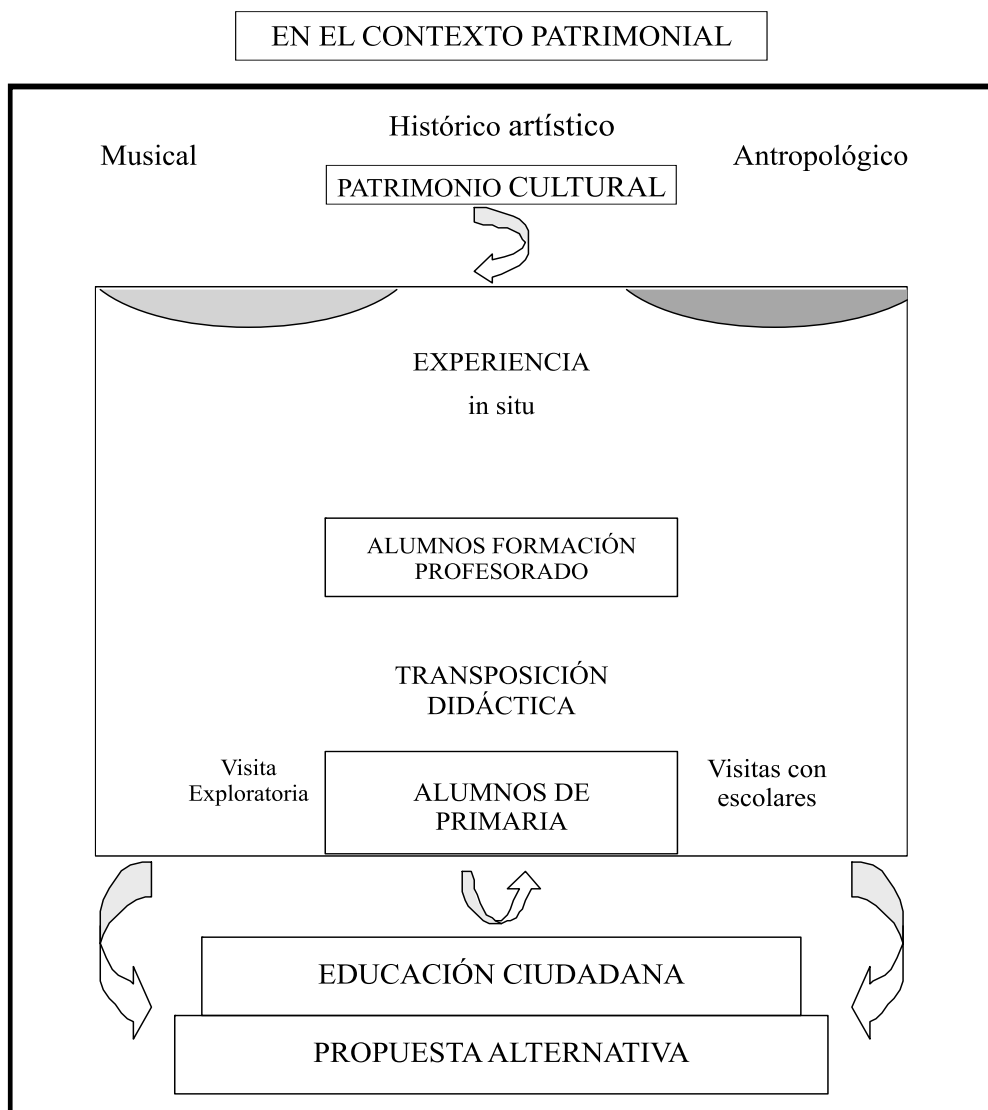 EN EL CONTEXTO PATRIMONIAL
Histórico artístico
Musical
Antropológico
PATRIMONIO CULTURAL
EXPERIENCIA
in situ
ALUMNOS FORMACIÓN
PROFESORADO
TRANSPOSICIÓN
DIDÁCTICA
Visita
Exploratoria
ALUMNOS DE
PRIMARIA
Visitas con
escolares
EDUCACIÓN CIUDADANA
PROPUESTA ALTERNATIVA